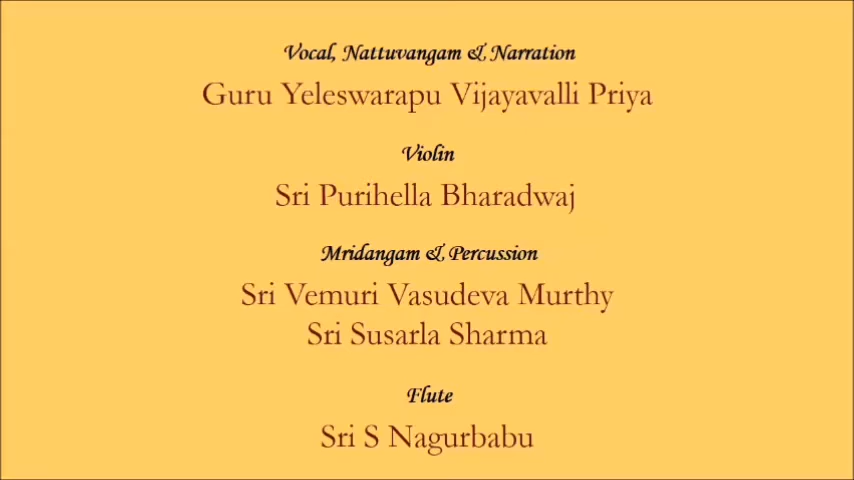 Vocal, Nattuvangam & Narration
Guru Yeleswarapu Vijayavalli Priya
Violin
Sri Purihella Bharadwaj
Mridangam & Percussion
Sri Vemuri Vasudeva Murthy
Sri Susarla Sharma
Flute
Sri S Nagurbabu